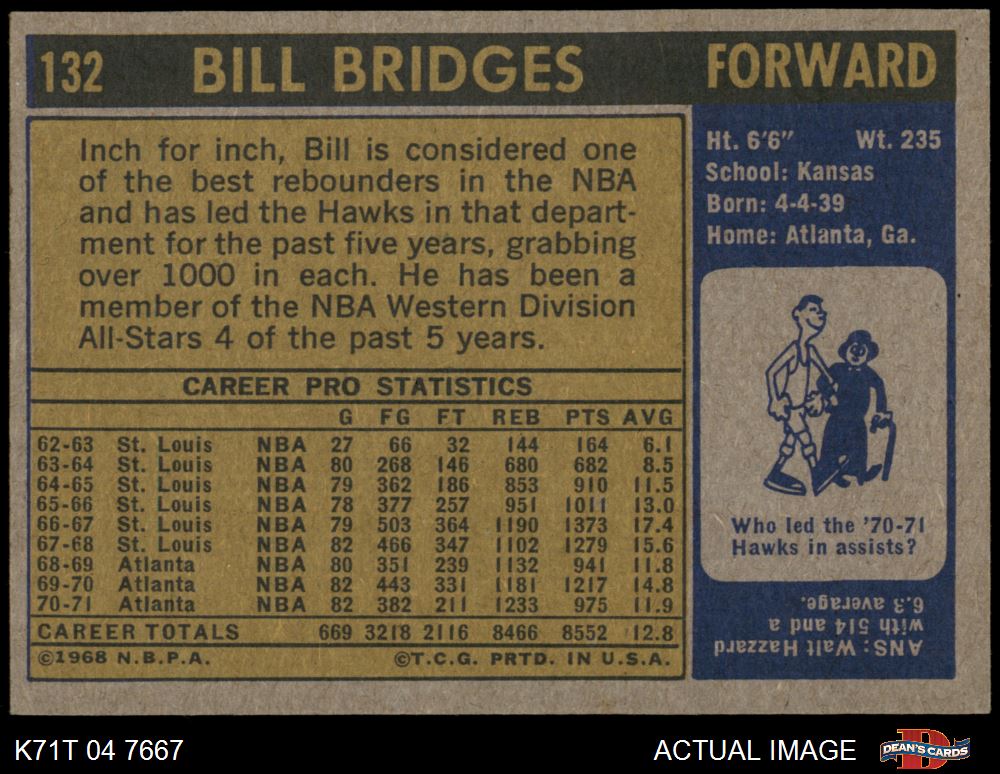 132 BILL BRIDGES FORWARD
Inch for inch, Bill is considered one
of the best rebounders in the NBA
and has led the Hawks in that depart-
ment for the past five years, grabbing
over 1000 in each. He has been a
member of the NBA Western Division
All-Stars 4 of the past 5 years.
CAREER PRO STATISTICS
G FG FT REB PTS AVG
62-63 St. Louis NBA 27 66 32 144 164 6.1
63-64 St. Louis NBA 80 268 146 680 682 8.5
64-65 St. Louis NBA 79 362 186 853 910 11.5
65-66 St. Louis NBA 78 377 257 951 1011 13.0
66-67 St. Louis NBA 79 503 364 1190 1373 17.4
67-68 St. Louis NBA 82 466 347 1102 1279 15.6
68-69 Atlanta NBA 80 351 239 1132 941 11.8
69-70 Atlanta NBA 82 443 331 1181 1217 14.8
70-71 Atlanta NBA 82 382 211 1233 975 11.9
CAREER TOTALS 669 3218 2116 8466 8552 12.8
©1968 N.B.P.A. ©T.C.G. PRTD. IN U.S.A.
Ht. 6'6" Wt. 235
School: Kansas
Born: 4-4-39
Home: Atlanta, Ga.
Who led the '70-71
Hawks in assists?
ANS: Walt Hazzard
with 514 and a
6.3 average.
K71T 04 7667 ACTUAL IMAGE DEAN'S CARDS